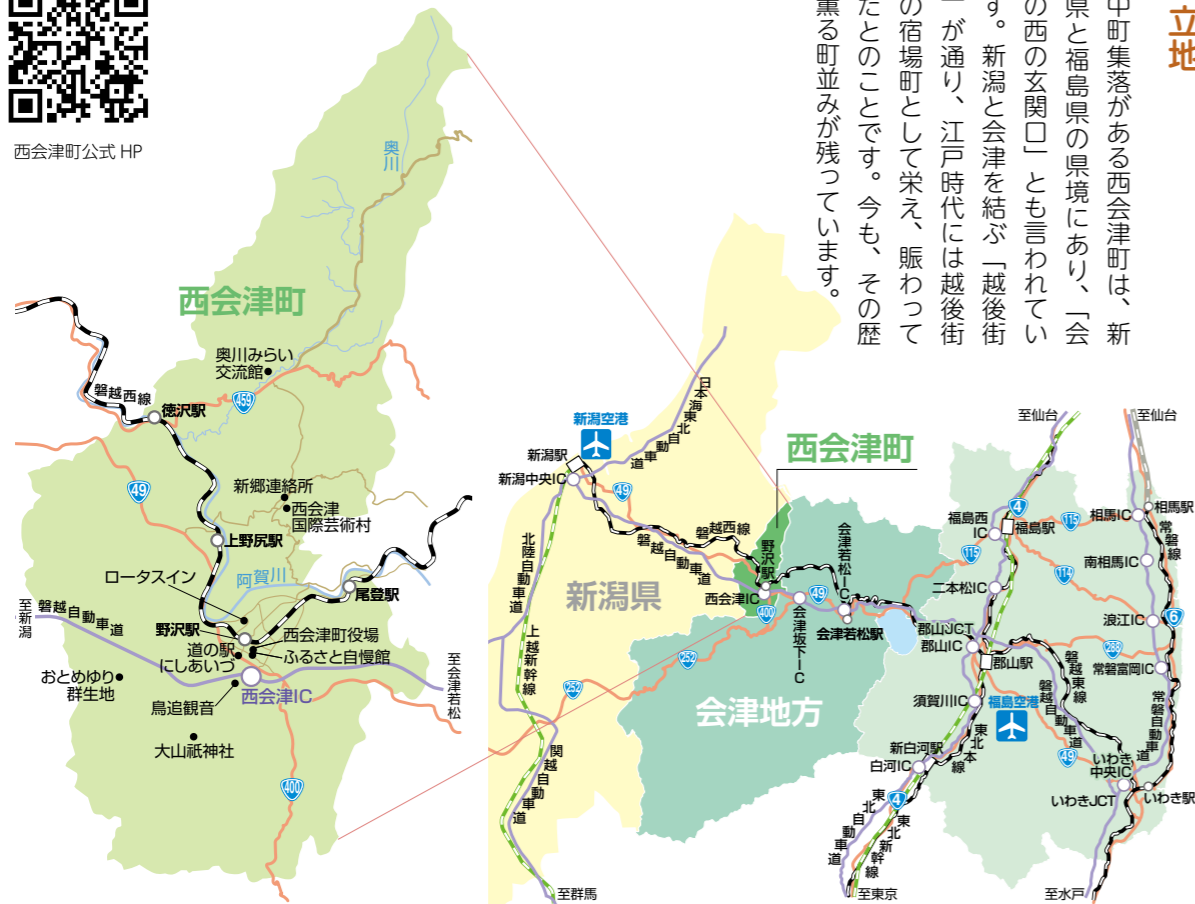 立地
中町集落がある西会津町は、新
県と福島県の県境にあり、「会
の西の玄関口」とも言われてい
す。新潟と会津を結ぶ「越後街
」が通り、江戸時代には越後街
の宿場町として栄え、賑わって
たとのことです。今も、その歴
薫る町並みが残っています。
西会津町公式 HP
西会津町
奥川
奥川みらい
交流館
459
磐越西線
徳沢駅
49
新郷連絡所
西会津
国際芸術村
上野尻駅
ロータスイン
阿賀川
尾登駅
至新潟
磐越自動車道
野沢駅
西会津町役場
道の駅
にしあいづ
ふるさと自慢館
至会津若松
おとめゆり
群生地
西会津IC
鳥追観音
大山祇神社
400
新潟空港
新潟駅
新潟中央IC
日本海東北自動車道
49
磐越西線
磐越自動車道
北陸自動車道
上越新幹線
新潟県
252
関越自動車道
至群馬
西会津町
野沢駅
西会津IC
400
49
会津坂下IC
会津若松IC
会津若松駅
252
会津地方
至仙台
至仙台
4
福島西
IC
福島駅
115
115
相馬IC
相馬駅
常磐線
南相馬IC
114
二本松IC
浪江IC
6
郡山JCT
郡山IC
288
常磐富岡IC
郡山駅
磐越東線
磐越自動車道
常磐自動車道
須賀川IC
福島空港
新白河駅
東北本線
49
白河IC
いわき
中央IC
いわきJCT
いわき駅
4
東北自動車道
東北新幹線
至東京
至水戸